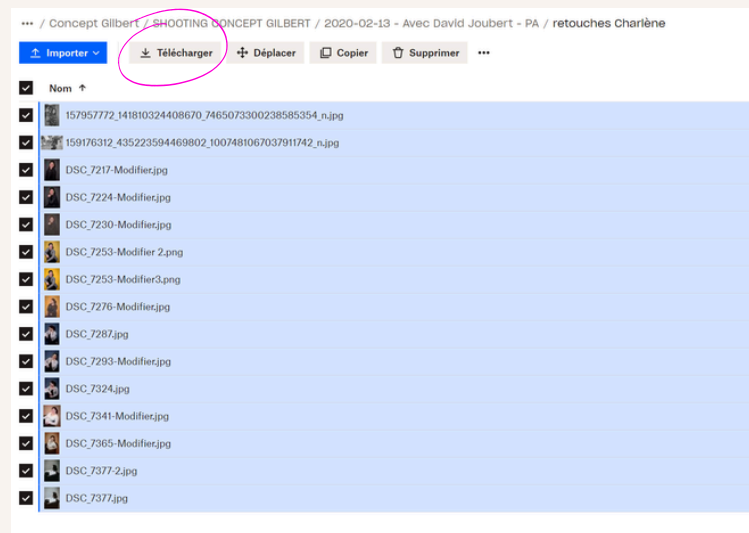 ··· / Concept Gilbert / SHOOTING CONCEPT GILBERT / 2020-02-13 - Avec David Joubert - PA / retouches Charlène
Importer Télécharger Déplacer Copier Supprimer ···
Nom ↑
157957772_141810324408670_7465073300238585354_n.jpg
159176312_435223594469802_1007481067037911742_n.jpg
DSC_7217-Modifier.jpg
DSC_7224-Modifier.jpg
DSC_7230-Modifier.jpg
DSC_7253-Modifier 2.png
DSC_7253-Modifier3.png
DSC_7276-Modifier.jpg
DSC_7287.jpg
DSC_7293-Modifier.jpg
DSC_7324.jpg
DSC_7341-Modifier.jpg
DSC_7365-Modifier.jpg
DSC_7377-2.jpg
DSC_7377.jpg